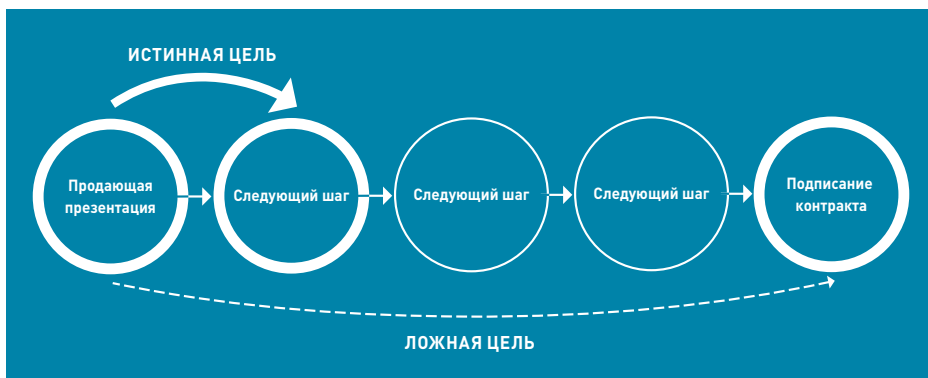 ИСТИННАЯ ЦЕЛЬ
Продающая
презентация
Следующий шаг
Следующий шаг
Следующий шаг
Подписание
контракта
ЛОЖНАЯ ЦЕЛЬ